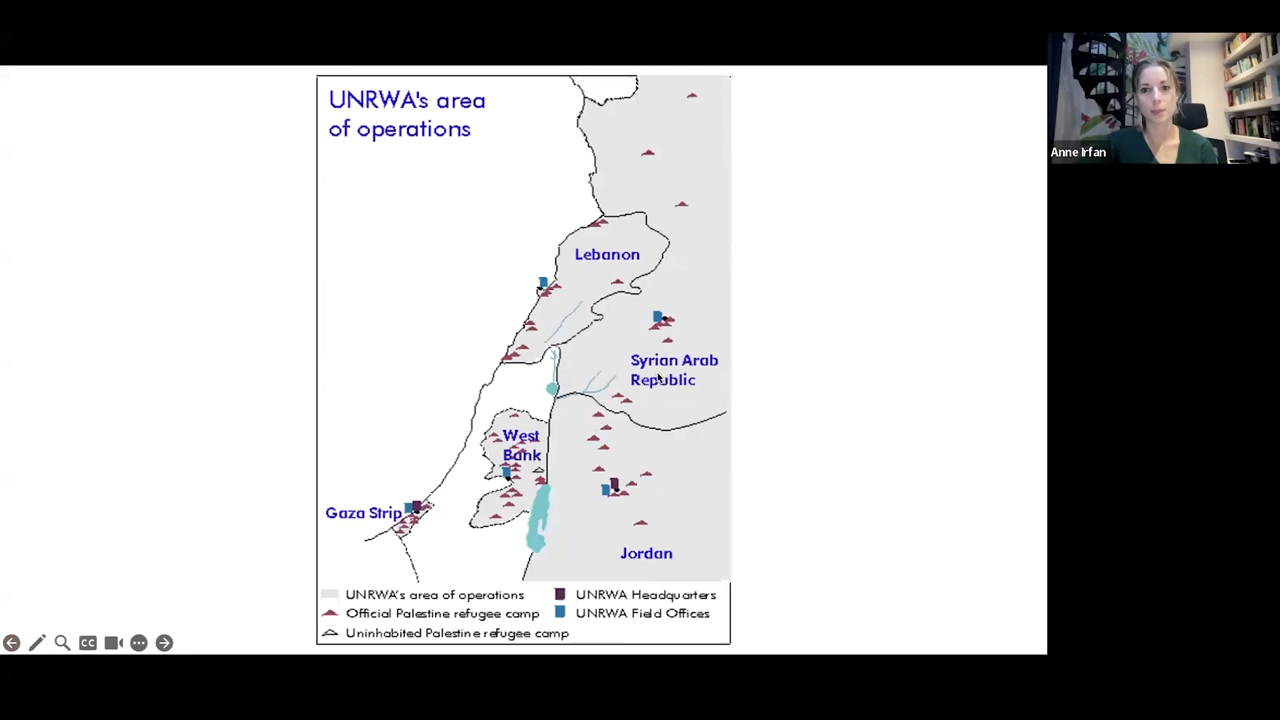 UNRWA's area
of operations
Anne Irfan
Lebanon
Syrian Arab
Republic
West
Bank
Gaza Strip
Jordan
UNRWA's area of operations
UNRWA Headquarters
Official Palestine refugee camp
UNRWA Field Offices
Uninhabited Palestine refugee camp
CC